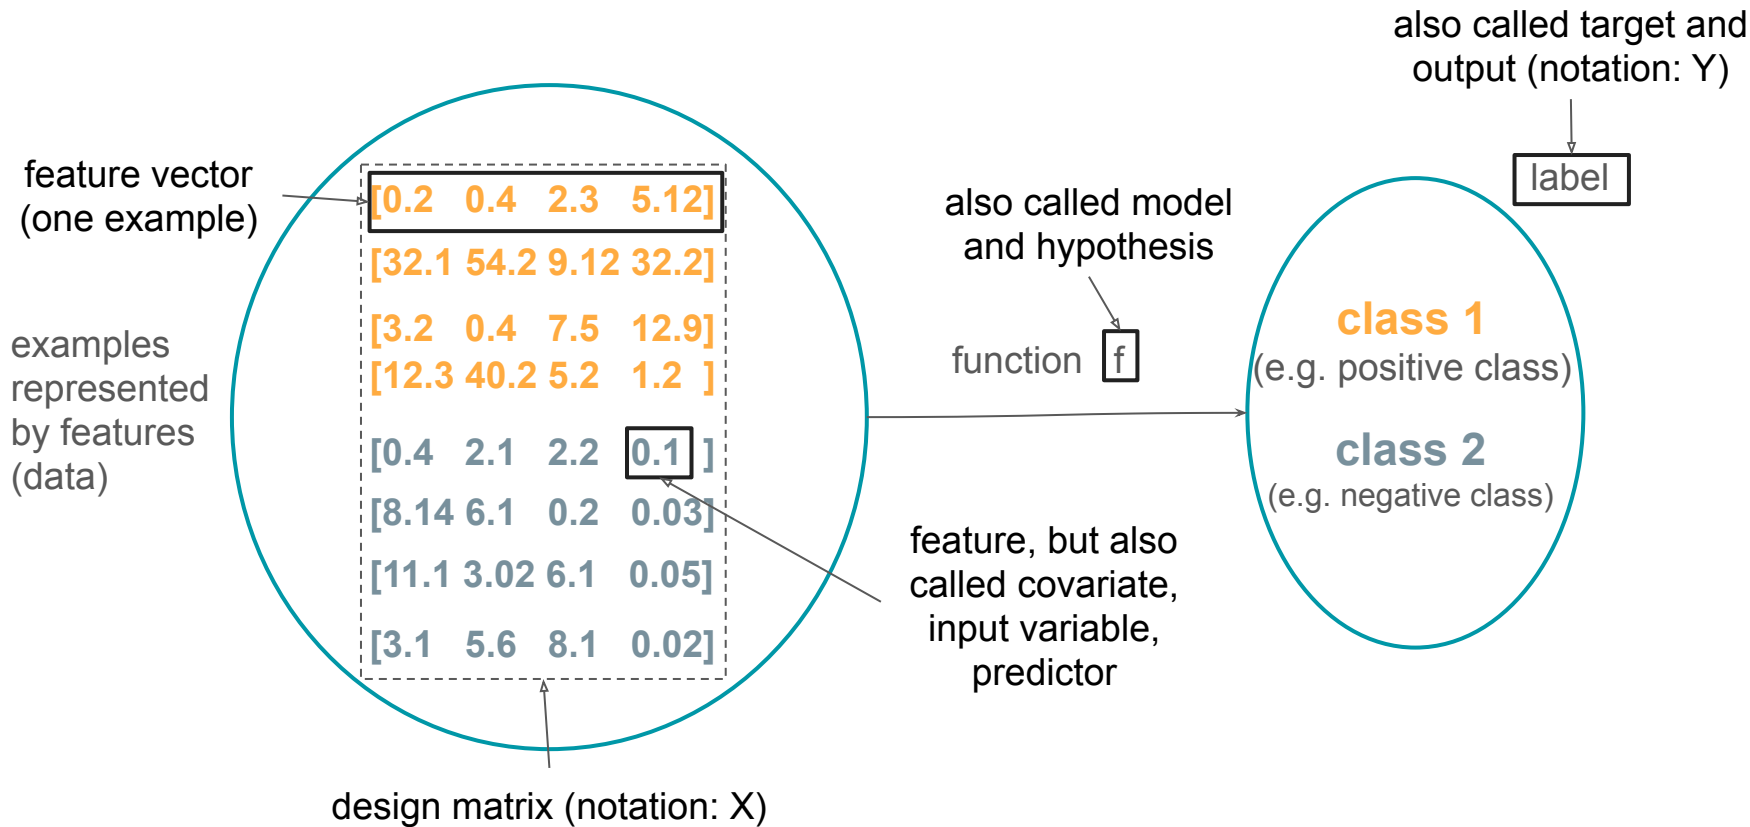 also called target and
output (notation: Y)
label
feature vector
(one example)
[0.2 0.4 2.3 5.12]
[32.1 54.2 9.12 32.2]
[3.2 0.4 7.5 12.9]
[12.3 40.2 5.2 1.2 ]
[0.4 2.1 2.2 0.1 ]
[8.14 6.1 0.2 0.03]
[11.1 3.02 6.1 0.05]
[3.1 5.6 8.1 0.02]
examples
represented
by features
(data)
design matrix (notation: X)
also called model
and hypothesis
function f
feature, but also
called covariate,
input variable,
predictor
class 1
(e.g. positive class)
class 2
(e.g. negative class)